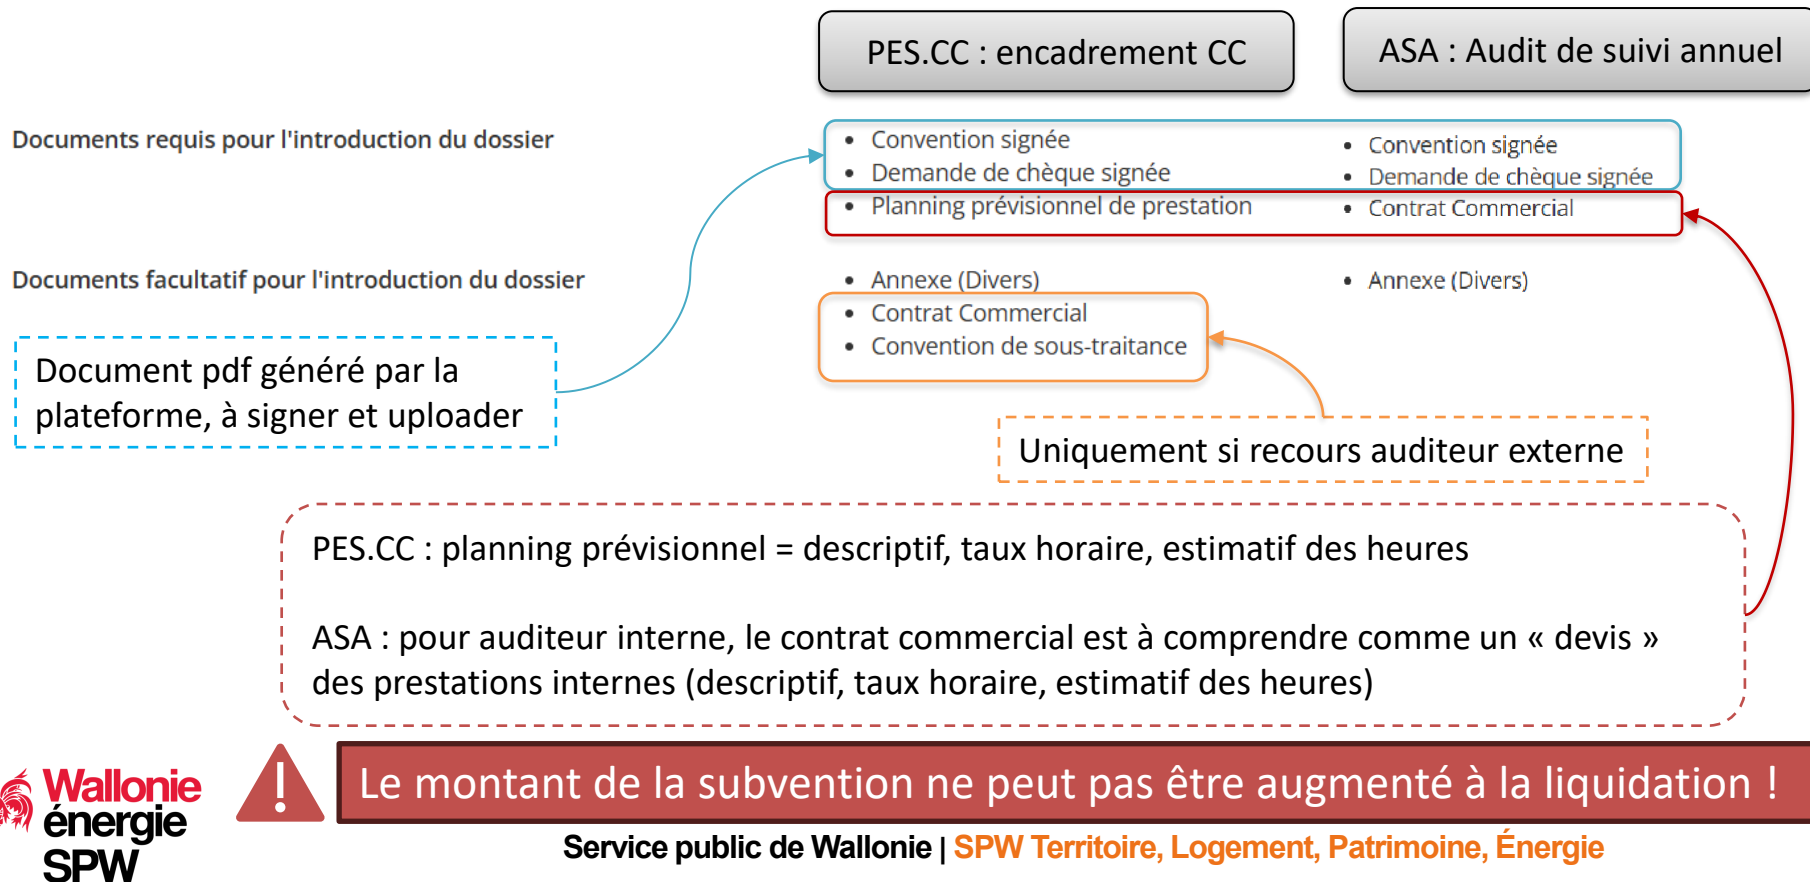 PES.CC : encadrement CC
ASA : Audit de suivi annuel
Documents requis pour l'introduction du dossier
• Convention signée
• Demande de chèque signée
• Planning prévisionnel de prestation
• Convention signée
• Demande de chèque signée
• Contrat Commercial
Documents facultatif pour l'introduction du dossier
• Annexe (Divers)
• Contrat Commercial
• Convention de sous-traitance
• Annexe (Divers)
Document pdf généré par la
plateforme, à signer et uploader
Uniquement si recours auditeur externe
PES.CC : planning prévisionnel = descriptif, taux horaire, estimatif des heures
ASA : pour auditeur interne, le contrat commercial est à comprendre comme un « devis »
des prestations internes (descriptif, taux horaire, estimatif des heures)
! Le montant de la subvention ne peut pas être augmenté à la liquidation !
Wallonie
énergie
SPW
Service public de Wallonie | SPW Territoire, Logement, Patrimoine, Énergie